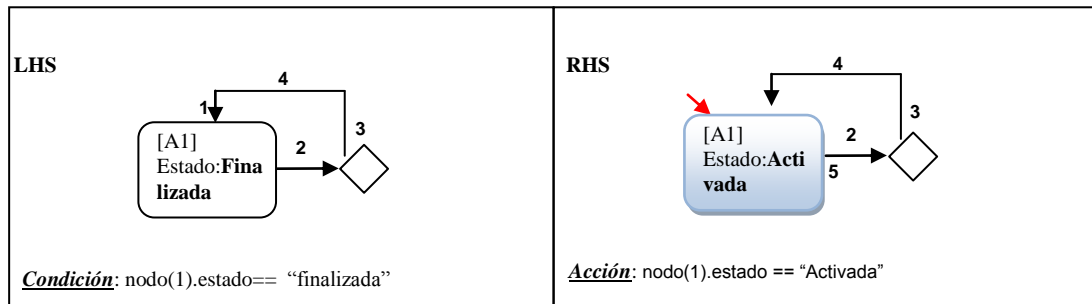 LHS
4
1
3
[A1]
2
Estado:Fina
lizada
Condición: nodo(1).estado== “finalizada”
RHS
4
3
[A1]
2
Estado:Acti
5
vada
Acción: nodo(1).estado == “Activada”